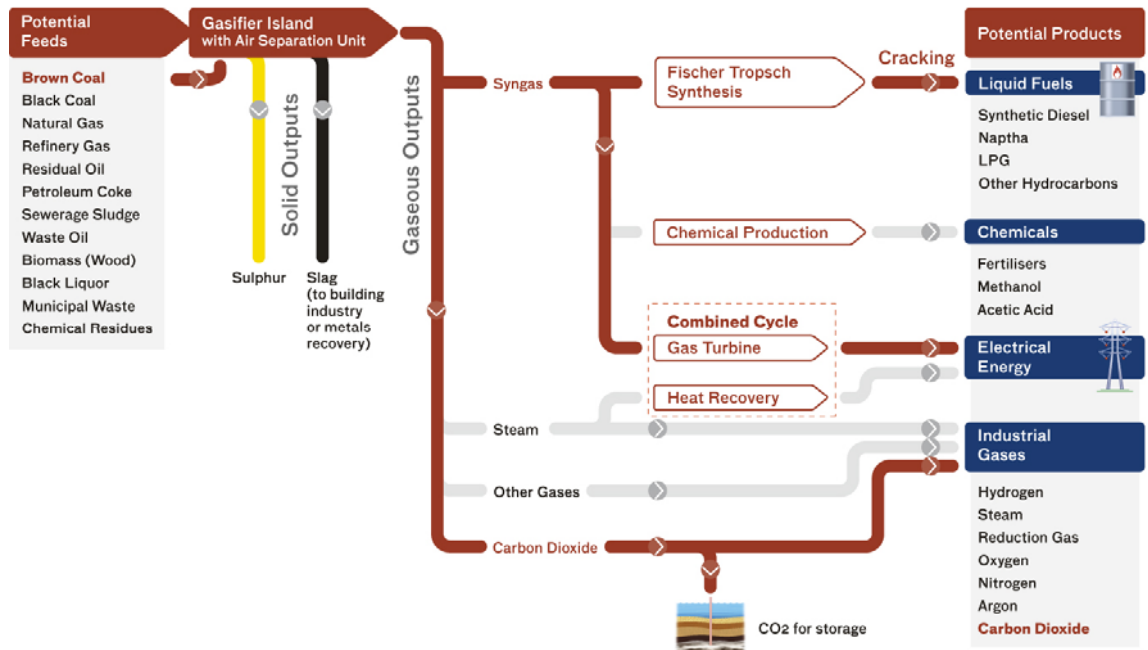 Potential
Feeds
Brown Coal
Black Coal
Natural Gas
Refinery Gas
Residual Oil
Petroleum Coke
Sewerage Sludge
Waste Oil
Biomass (Wood)
Black Liquor
Municipal Waste
Chemical Residues
Gasifier Island
with Air Separation Unit
Solid Outputs
Sulphur
Slag
(to building
industry
or metals
recovery)
Gaseous Outputs
Syngas
Fischer Tropsch
Synthesis
Cracking
Chemical Production
Combined Cycle
Gas Turbine
Heat Recovery
Steam
Other Gases
Carbon Dioxide
CO2 for storage
Potential Products
Liquid Fuels
Synthetic Diesel
Naptha
LPG
Other Hydrocarbons
Chemicals
Fertilisers
Methanol
Acetic Acid
Electrical
Energy
Industrial
Gases
Hydrogen
Steam
Reduction Gas
Oxygen
Nitrogen
Argon
Carbon Dioxide